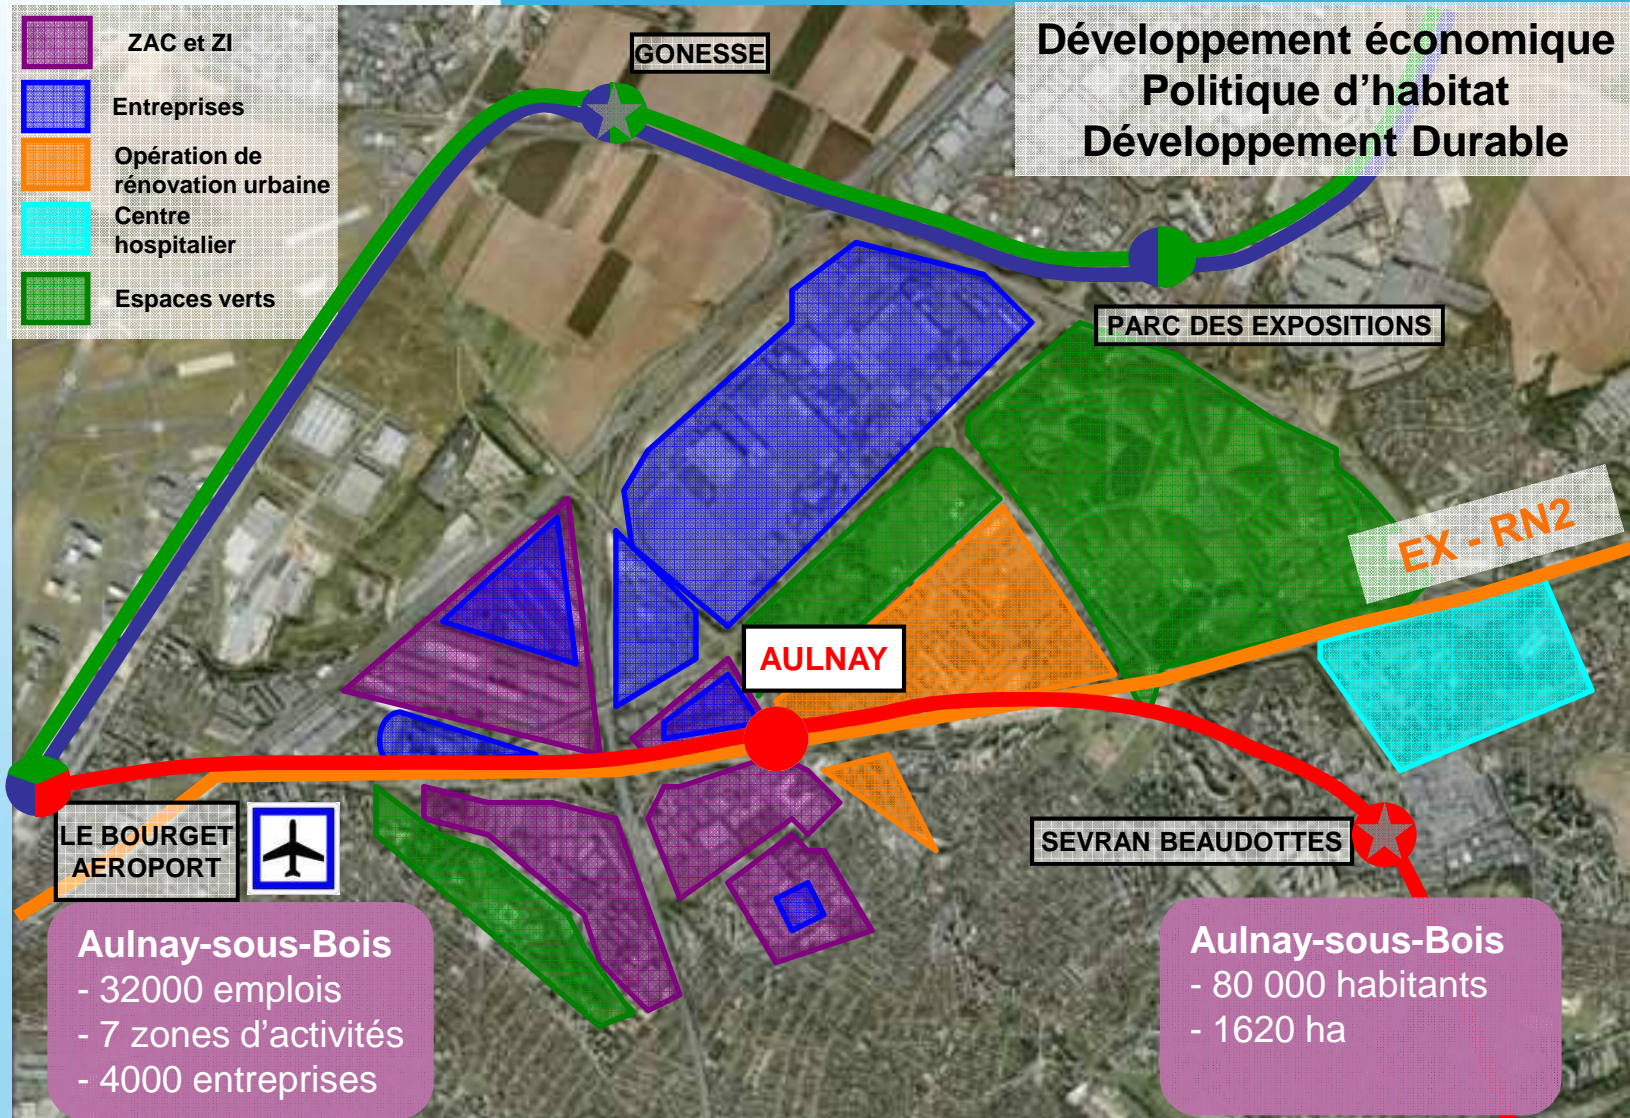 ZAC et ZI
Entreprises
Opération de
rénovation urbaine
Centre
hospitalier
Espaces verts
GONESSE
Développement économique
Politique d'habitat
Développement Durable
PARC DES EXPOSITIONS
EX - RN2
AULNAY
LE BOURGET
AEROPORT
SEVRAN BEAUDOTTES
Aulnay-sous-Bois
- 32000 emplois
- 7 zones d'activités
- 4000 entreprises
Aulnay-sous-Bois
- 80 000 habitants
- 1620 ha